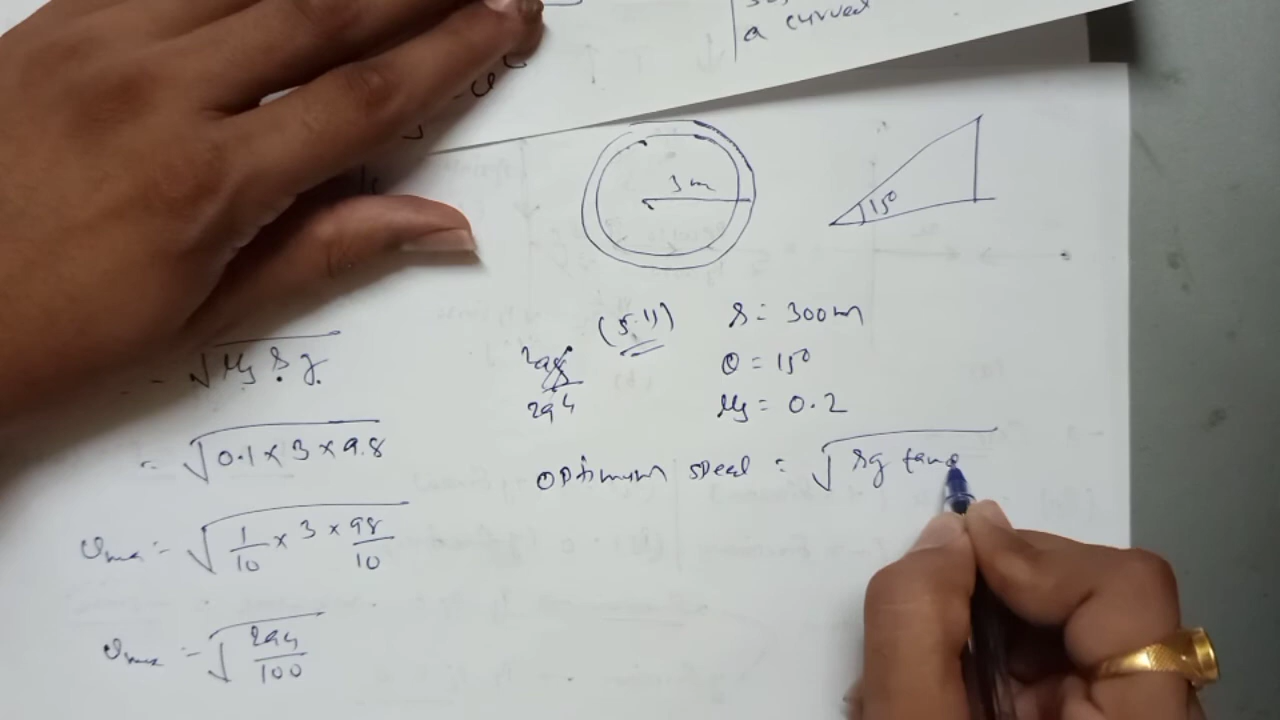 a curved
3 m
15°
(5.11)
r = 300m
θ = 15°
μs = 0.2
optimum speed = √rg tanθ
= √μs r g
= √0.1 × 3 × 9.8
vmax = √1/10 × 3 × 98/10
vmax = √294/100
294